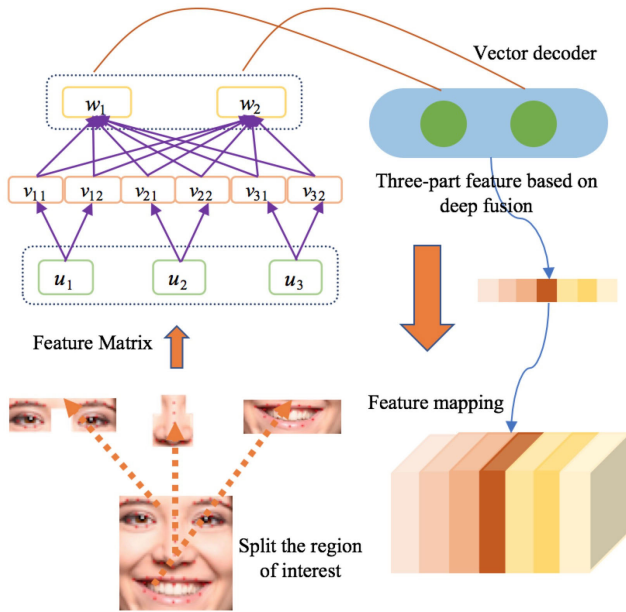 Vector decoder
w₁ w₂
v₁₁ v₁₂ v₂₁ v₂₂ v₃₁ v₃₂
Three-part feature based on
deep fusion
u₁ u₂ u₃
Feature Matrix
Feature mapping
Split the region
of interest